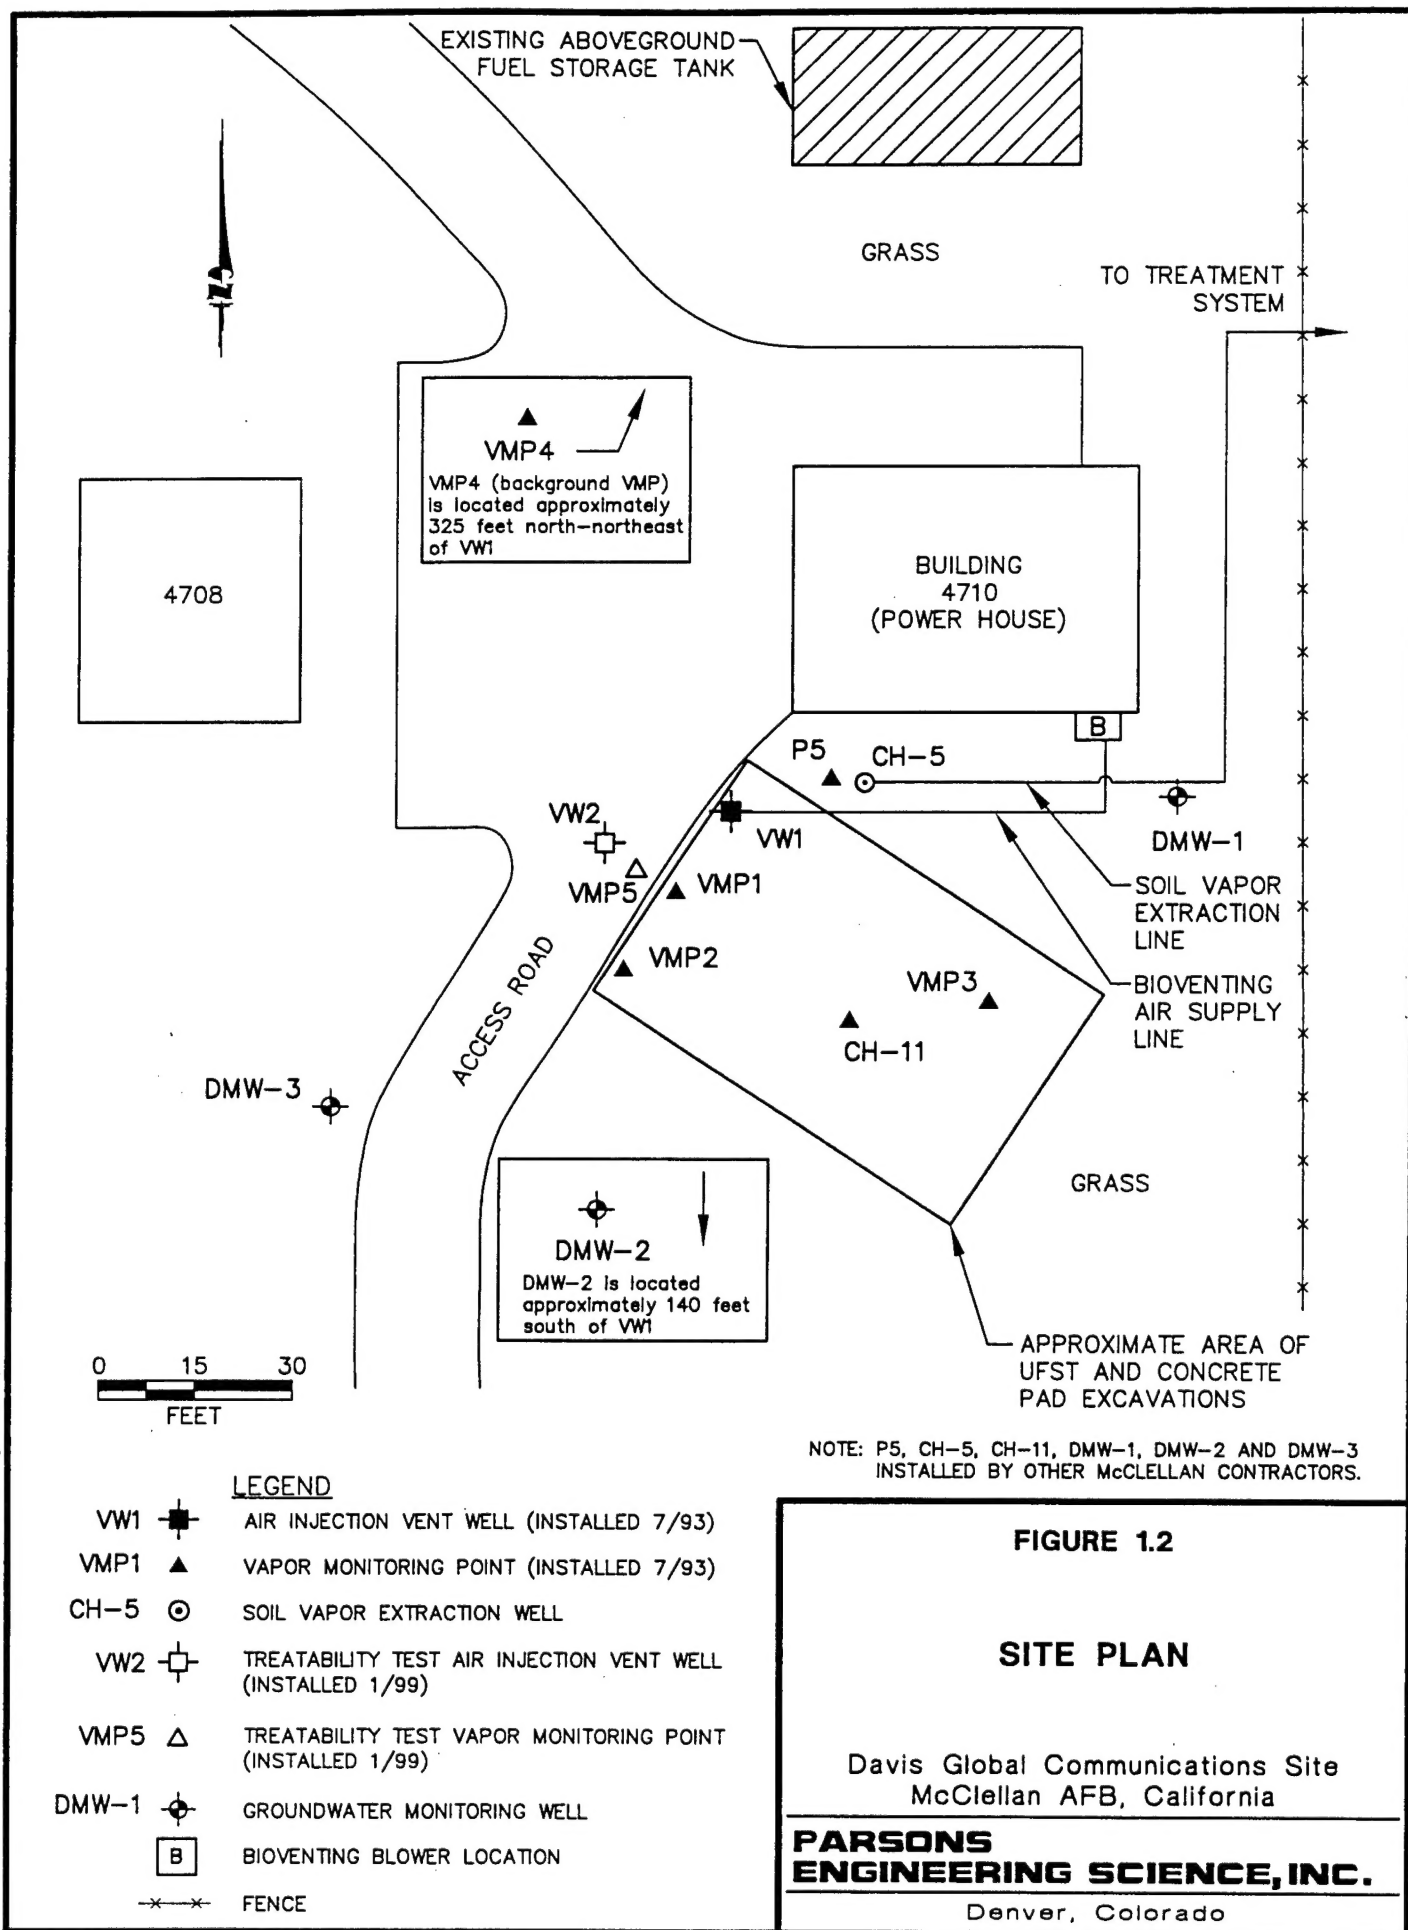 EXISTING ABOVEGROUND
FUEL STORAGE TANK
N
GRASS
TO TREATMENT
SYSTEM
VMP4
VMP4 (background VMP)
is located approximately
325 feet north-northeast
of VW1
4708
BUILDING
4710
(POWER HOUSE)
B
P5
CH-5
VW2
VW1
DMW-1
VMP5
VMP1
SOIL VAPOR
EXTRACTION
LINE
VMP2
VMP3
BIOVENTING
AIR SUPPLY
LINE
ACCESS ROAD
CH-11
DMW-3
GRASS
DMW-2
DMW-2 is located
approximately 140 feet
south of VW1
APPROXIMATE AREA OF
UFST AND CONCRETE
PAD EXCAVATIONS
0 15 30
FEET
NOTE: P5, CH-5, CH-11, DMW-1, DMW-2 AND DMW-3
INSTALLED BY OTHER McCLELLAN CONTRACTORS.
LEGEND
VW1 AIR INJECTION VENT WELL (INSTALLED 7/93)
VMP1 VAPOR MONITORING POINT (INSTALLED 7/93)
CH-5 SOIL VAPOR EXTRACTION WELL
VW2 TREATABILITY TEST AIR INJECTION VENT WELL
(INSTALLED 1/99)
VMP5 TREATABILITY TEST VAPOR MONITORING POINT
(INSTALLED 1/99)
DMW-1 GROUNDWATER MONITORING WELL
B BIOVENTING BLOWER LOCATION
FENCE
FIGURE 1.2
SITE PLAN
Davis Global Communications Site
McClellan AFB, California
PARSONS
ENGINEERING SCIENCE, INC.
Denver, Colorado